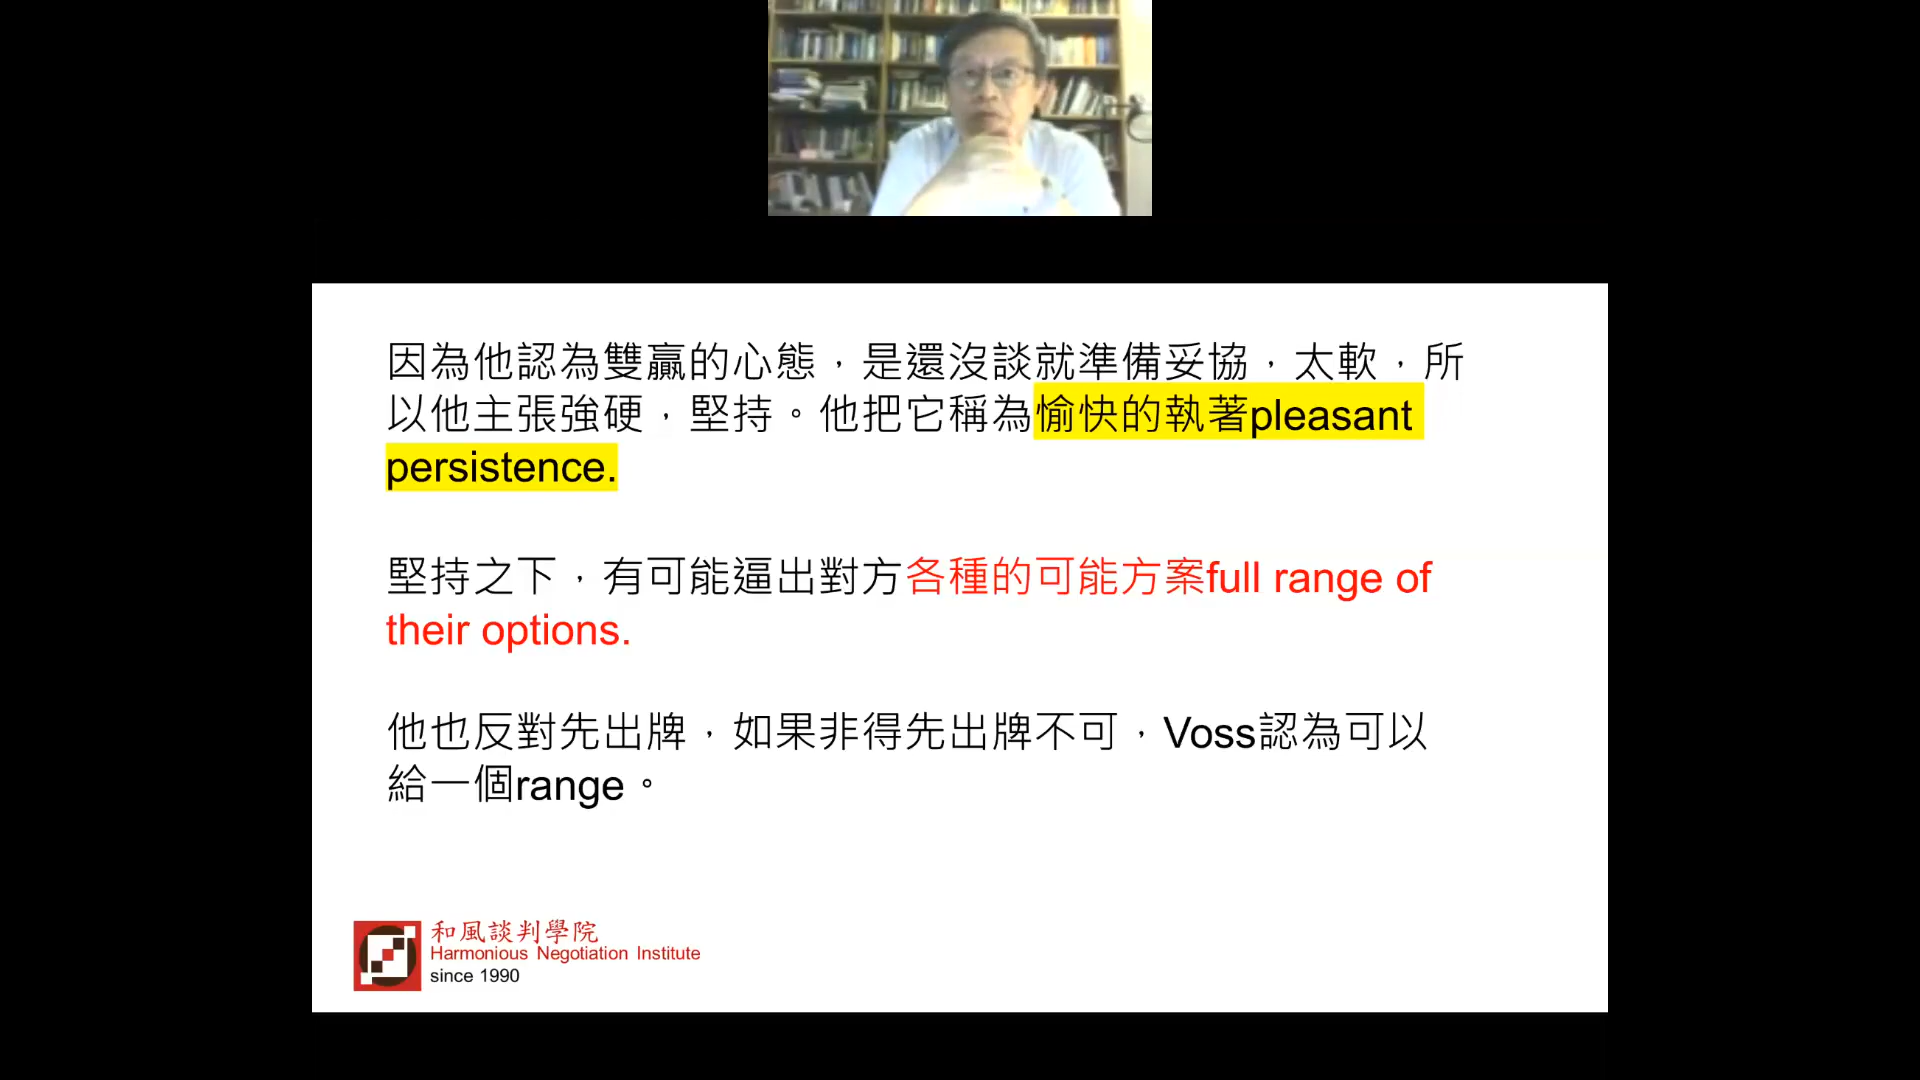 因為他認為雙贏的心態，是還沒談就準備妥協，太軟，所
以他主張強硬，堅持。他把它稱為愉快的執著pleasant
persistence.
堅持之下，有可能逼出對方各種的可能方案full range of
their options.
他也反對先出牌，如果非得先出牌不可，Voss認為可以
給一個range。
和風談判學院
Harmonious Negotiation Institute
since 1990